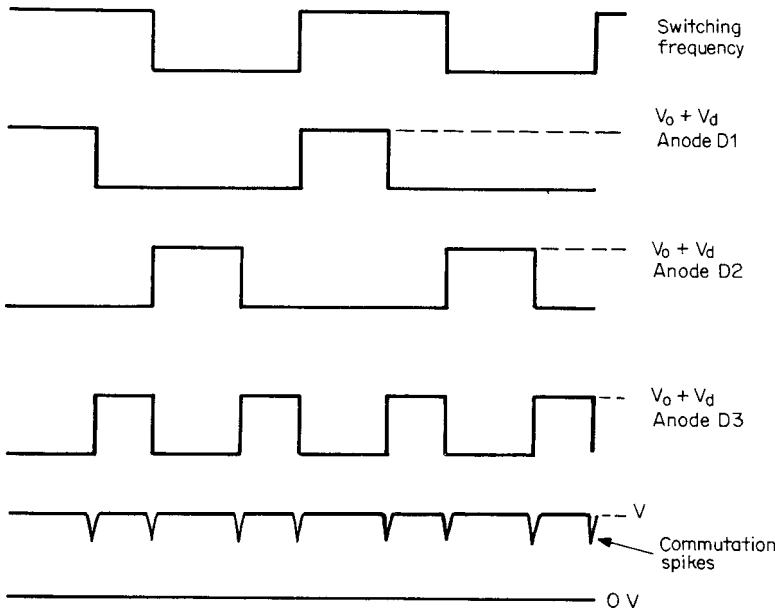 Switching
frequency
Vo + Vd
Anode D1
Vo + Vd
Anode D2
Vo + Vd
Anode D3
V
Commutation
spikes
0 V